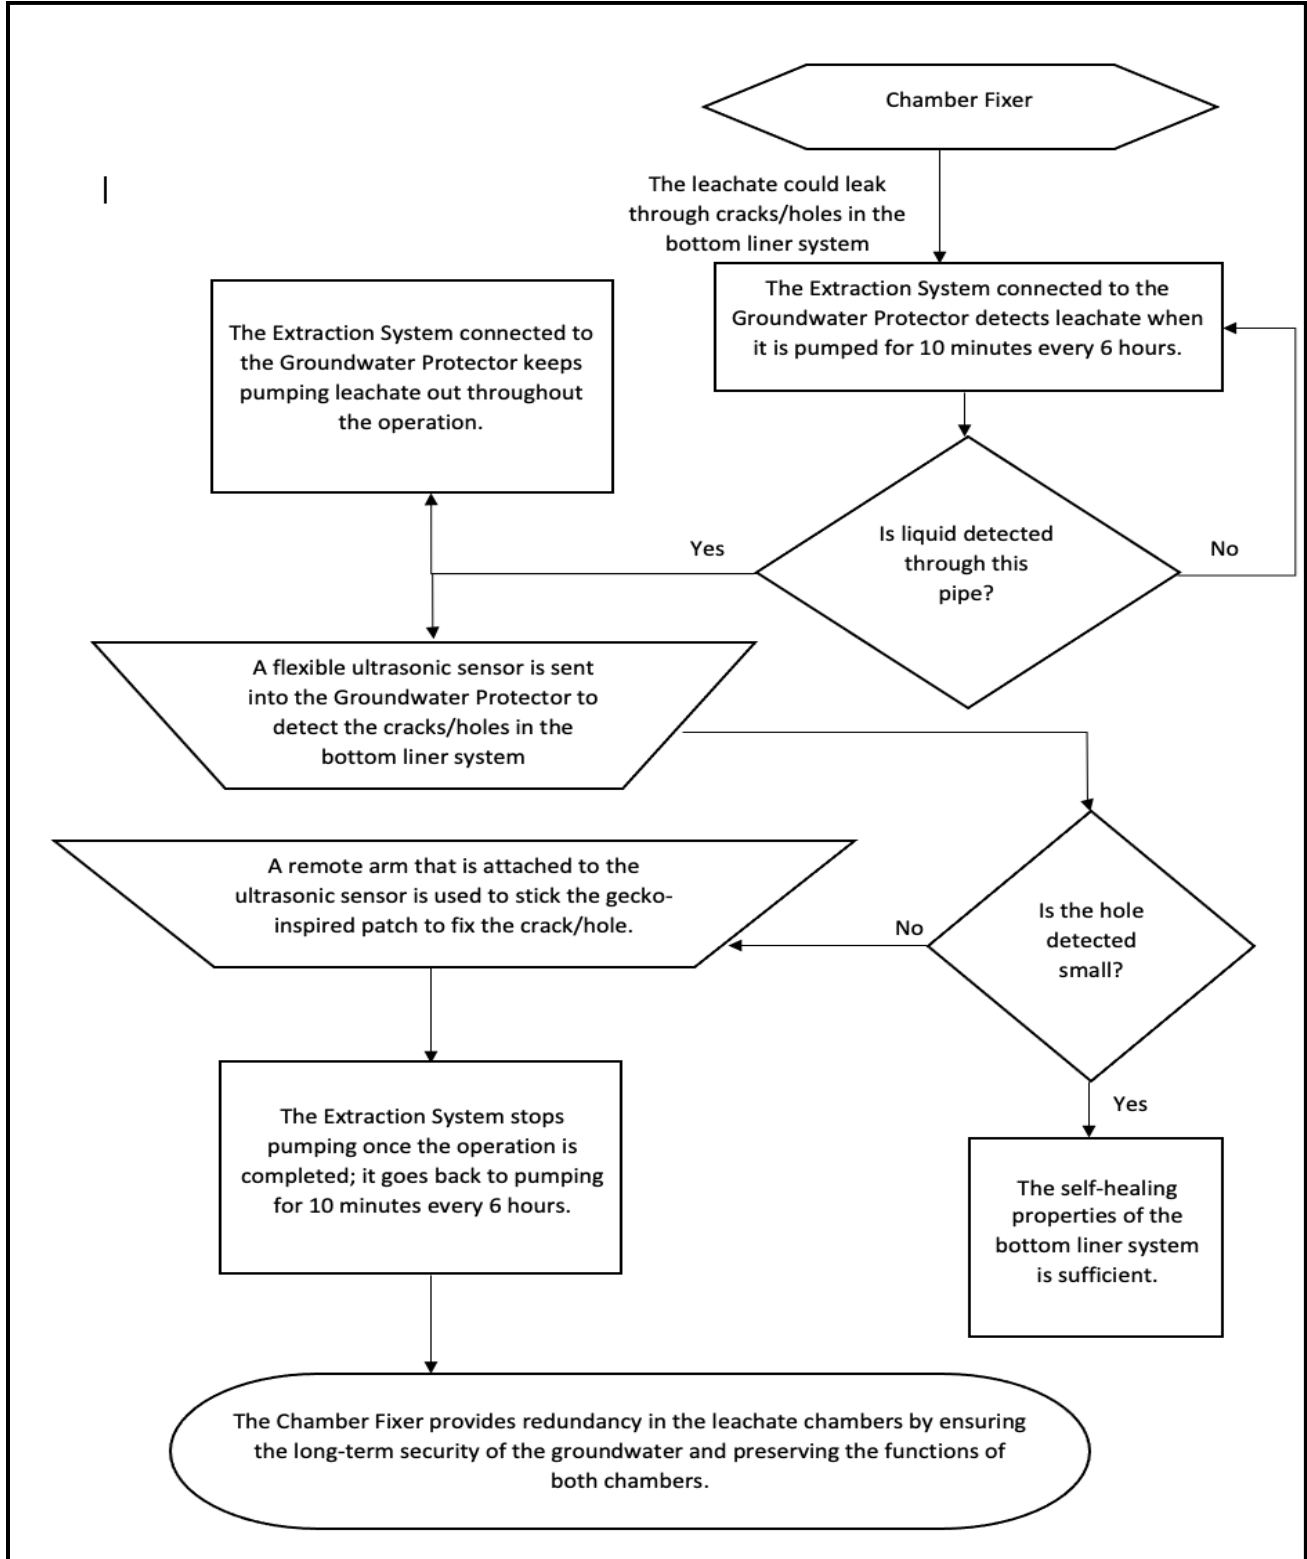 Chamber Fixer
The leachate could leak
through cracks/holes in the
bottom liner system
The Extraction System connected to the
Groundwater Protector detects leachate when
it is pumped for 10 minutes every 6 hours.
The Extraction System connected to
the Groundwater Protector keeps
pumping leachate out throughout
the operation.
Is liquid detected
through this
pipe?
Yes
No
A flexible ultrasonic sensor is sent
into the Groundwater Protector to
detect the cracks/holes in the
bottom liner system
Is the hole
detected
small?
No
Yes
A remote arm that is attached to the
ultrasonic sensor is used to stick the gecko-
inspired patch to fix the crack/hole.
The Extraction System stops
pumping once the operation is
completed; it goes back to pumping
for 10 minutes every 6 hours.
The self-healing
properties of the
bottom liner system
is sufficient.
The Chamber Fixer provides redundancy in the leachate chambers by ensuring
the long-term security of the groundwater and preserving the functions of
both chambers.